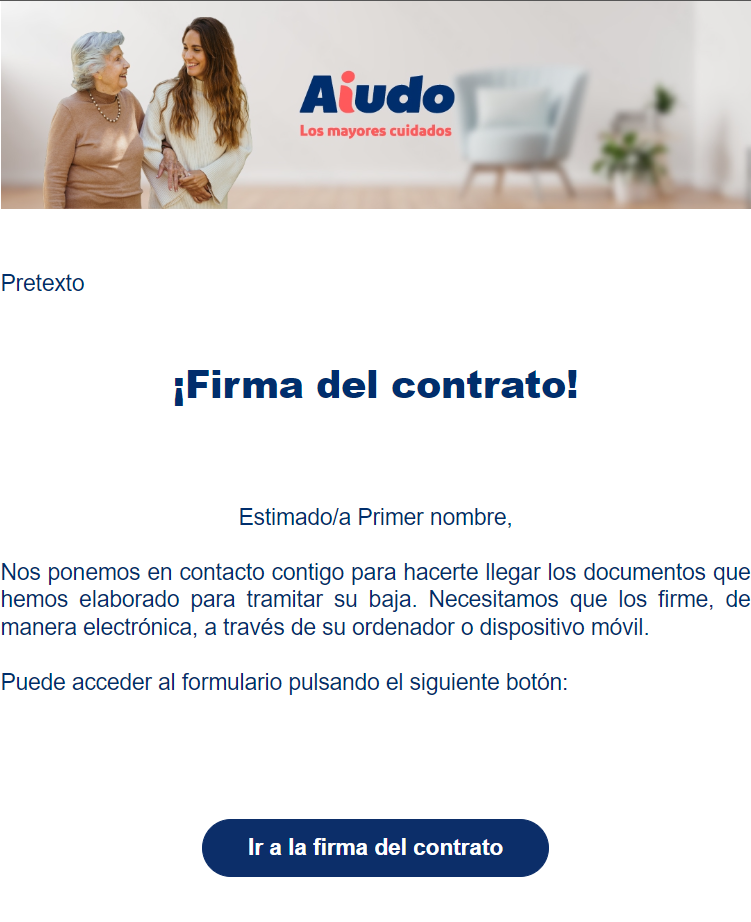 Aiudo
Los mayores cuidados
Pretexto
¡Firma del contrato!
Estimado/a Primer nombre,
Nos ponemos en contacto contigo para hacerte llegar los documentos que
hemos elaborado para tramitar su baja. Necesitamos que los firme, de
manera electrónica, a través de su ordenador o dispositivo móvil.
Puede acceder al formulario pulsando el siguiente botón:
Ir a la firma del contrato